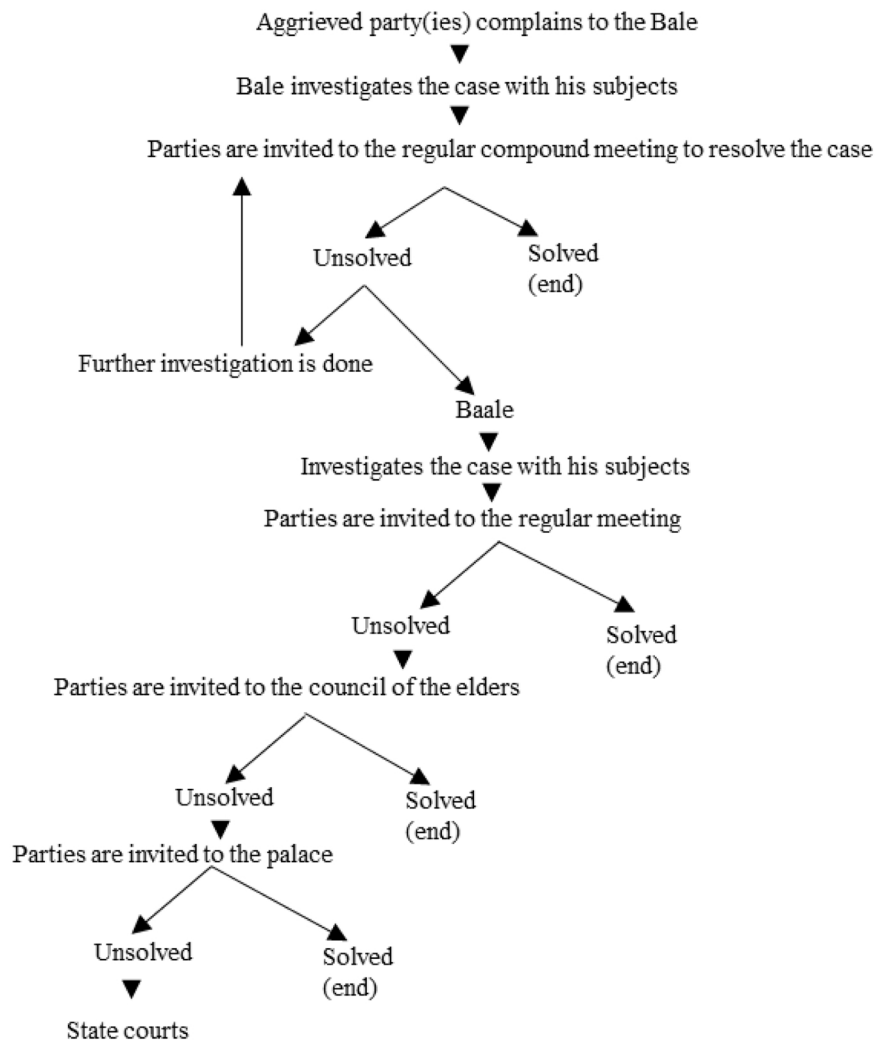 Aggrieved party(ies) complains to the Bale
Bale investigates the case with his subjects
Parties are invited to the regular compound meeting to resolve the case
Unsolved
Solved
(end)
Further investigation is done
Baale
Investigates the case with his subjects
Parties are invited to the regular meeting
Unsolved
Solved
(end)
Parties are invited to the council of the elders
Unsolved
Solved
(end)
Parties are invited to the palace
Unsolved
Solved
(end)
State courts